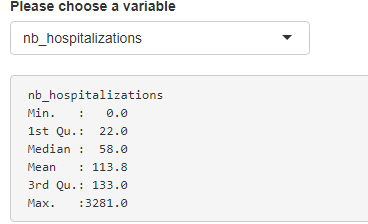 Please choose a variable
nb_hospitalizations
nb_hospitalizations
Min.   :   0.0
1st Qu.:  22.0
Median :  58.0
Mean   : 113.8
3rd Qu.: 133.0
Max.   :3281.0